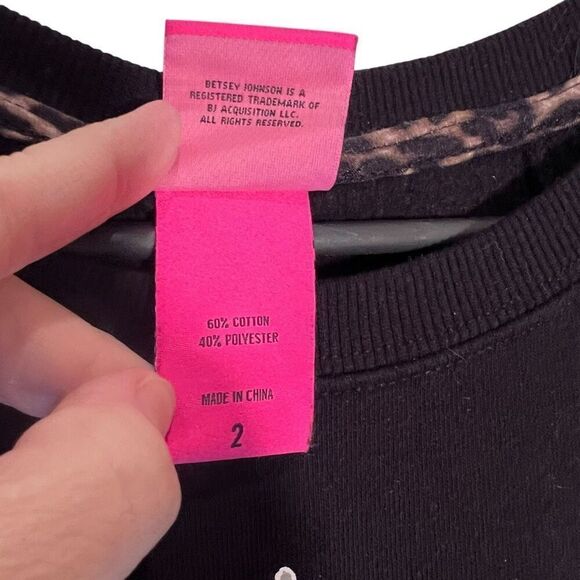 BETSEY JOHNSON IS A
REGISTERED TRADEMARK OF
BJ ACQUISITION LLC.
ALL RIGHTS RESERVED.
60% COTTON
40% POLYESTER
MADE IN CHINA
2